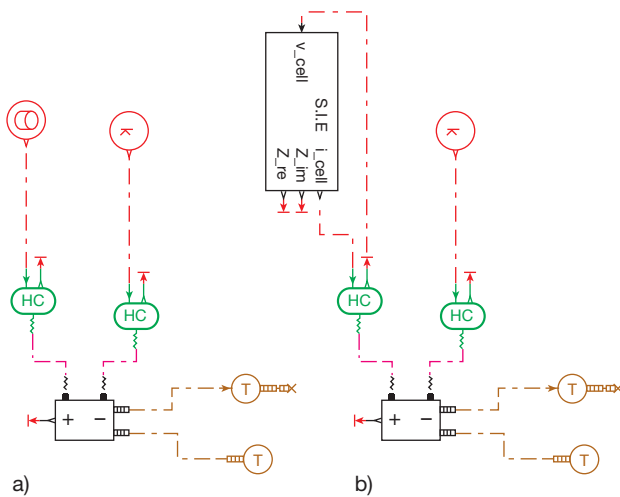 v_cell
S.I.E
i_cell
Z_im
Z_re
k
k
HC
HC
HC
HC
T
T
+ −
+ −
T
T
a)
b)